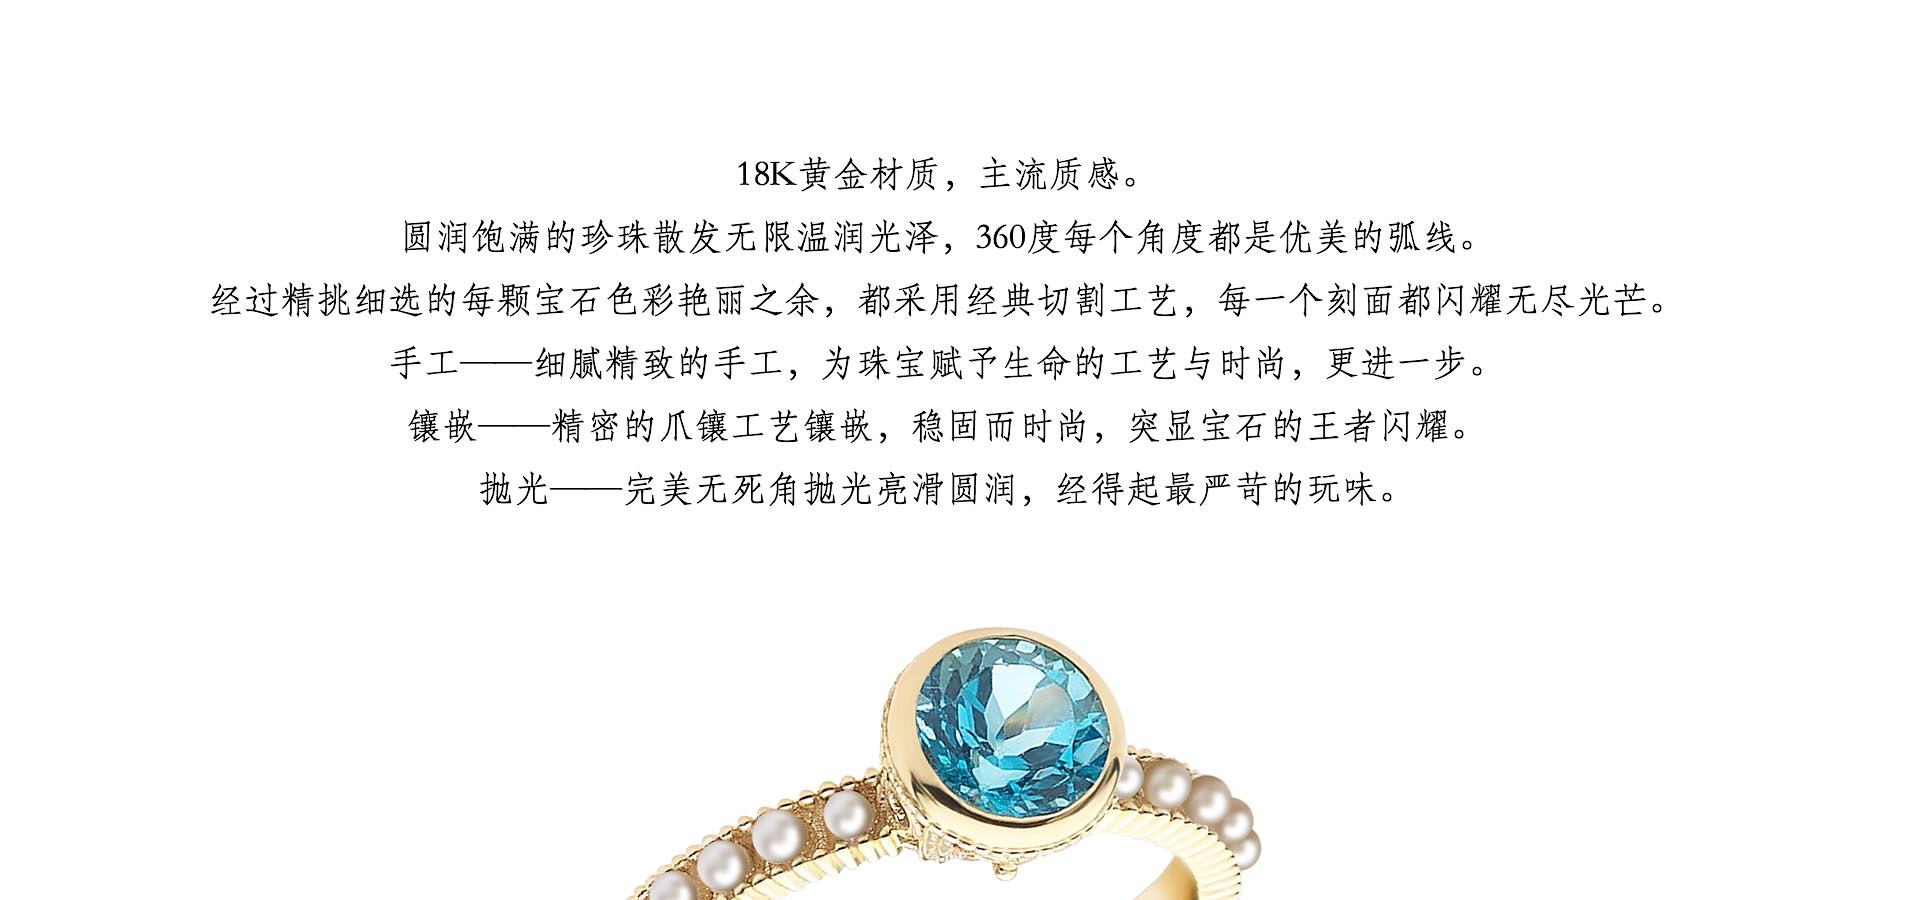 18K黄金材质，主流质感。
圆润饱满的珍珠散发无限温润光泽，360度每个角度都是优美的弧线。
经过精挑细选的每颗宝石色彩艳丽之余，都采用经典切割工艺，每一个刻面都闪耀无尽光芒。
手工——细腻精致的手工，为珠宝赋予生命的工艺与时尚，更进一步。
镶嵌——精密的爪镶工艺镶嵌，稳固而时尚，突显宝石的王者闪耀。
抛光——完美无死角抛光亮滑圆润，经得起最严苛的玩味。